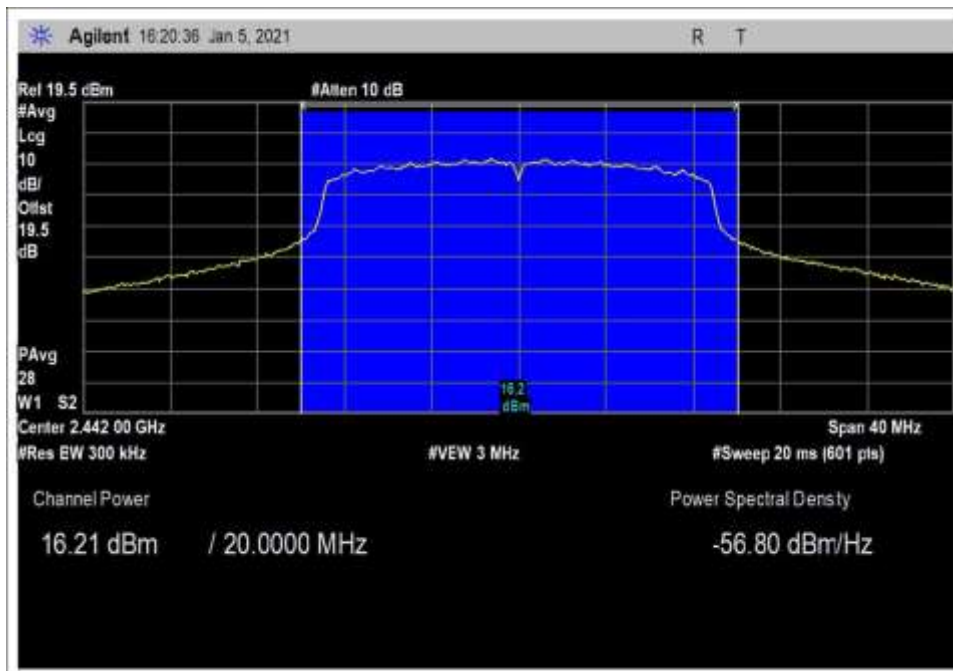 Agilent 16:20:36 Jan 5, 2021 R T
Ref 19.5 dBm #Atten 10 dB
#Avg
Log
10
dB/
Offst
19.5
dB
PAvg
28
W1 S2
16.2
dBm
Center 2.442 00 GHz Span 40 MHz
#Res BW 300 kHz #VBW 3 MHz #Sweep 20 ms (601 pts)
Channel Power Power Spectral Density
16.21 dBm / 20.0000 MHz -56.80 dBm/Hz